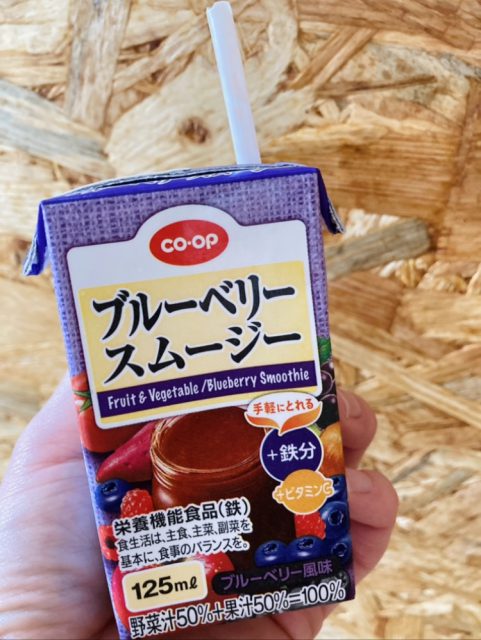 CO·OP
ブルーベリー
スムージー
Fruit & Vegetable /Blueberry Smoothie
手軽にとれる
+鉄分
+ビタミンC
栄養機能食品(鉄)
食生活は、主食、主菜、副菜を
基本に、食事のバランスを。
125ml
ブルーベリー風味
野菜汁50%+果汁50%=100%